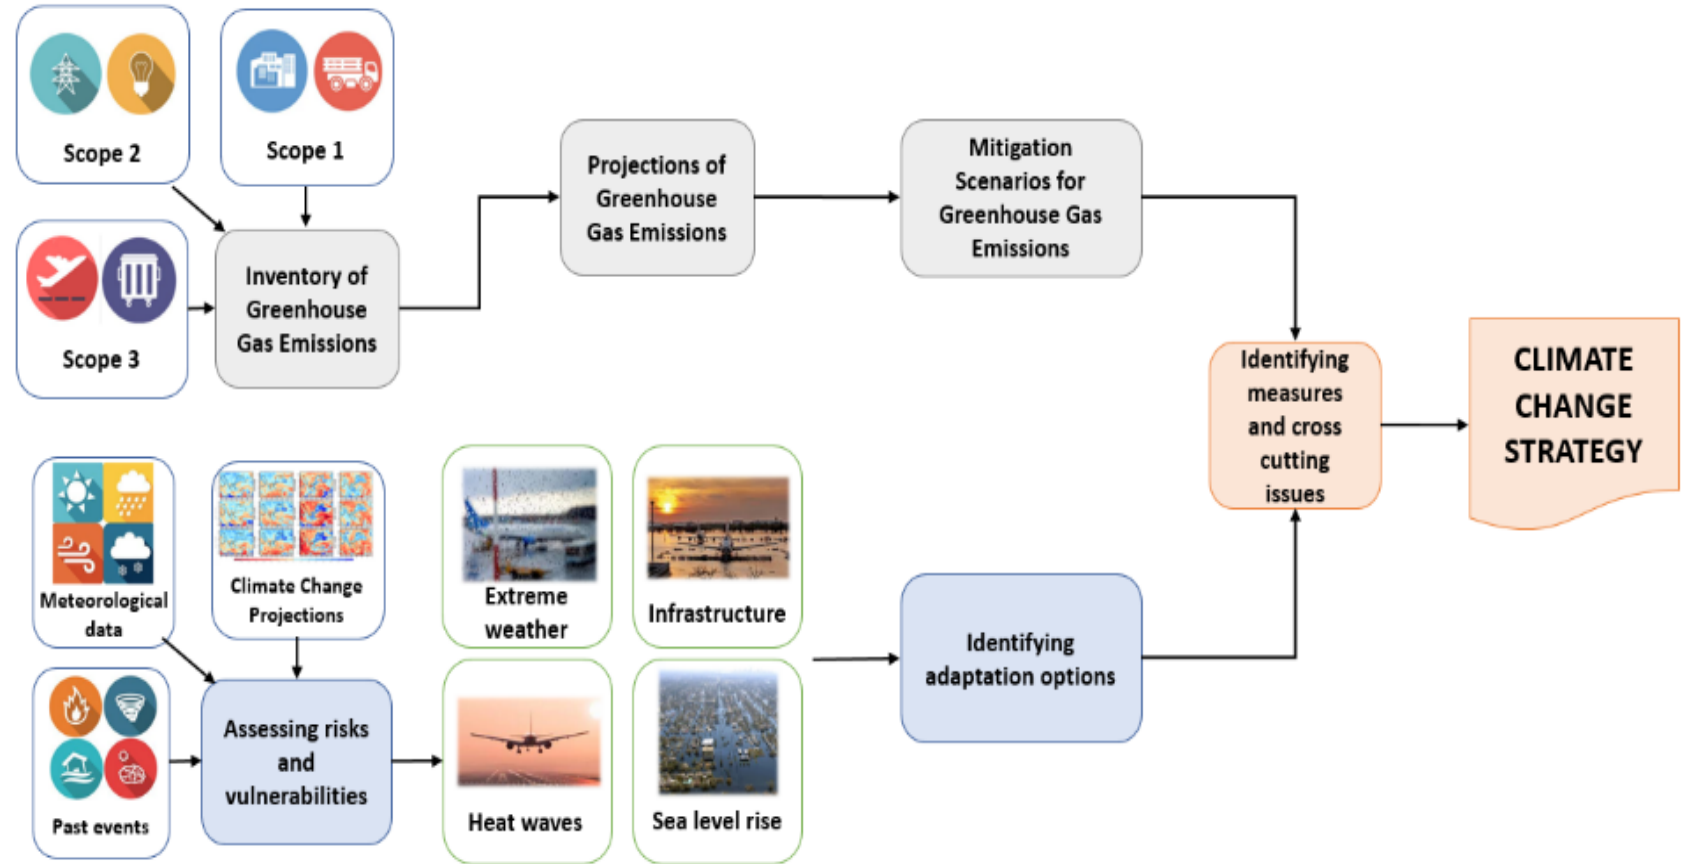 Scope 2
Scope 1
Scope 3
Inventory of
Greenhouse
Gas Emissions
Projections of
Greenhouse
Gas Emissions
Mitigation
Scenarios for
Greenhouse Gas
Emissions
Identifying
measures
and cross
cutting
issues
CLIMATE
CHANGE
STRATEGY
Meteorological
data
Climate Change
Projections
Past events
Assessing risks
and
vulnerabilities
Extreme
weather
Infrastructure
Heat waves
Sea level rise
Identifying
adaptation options